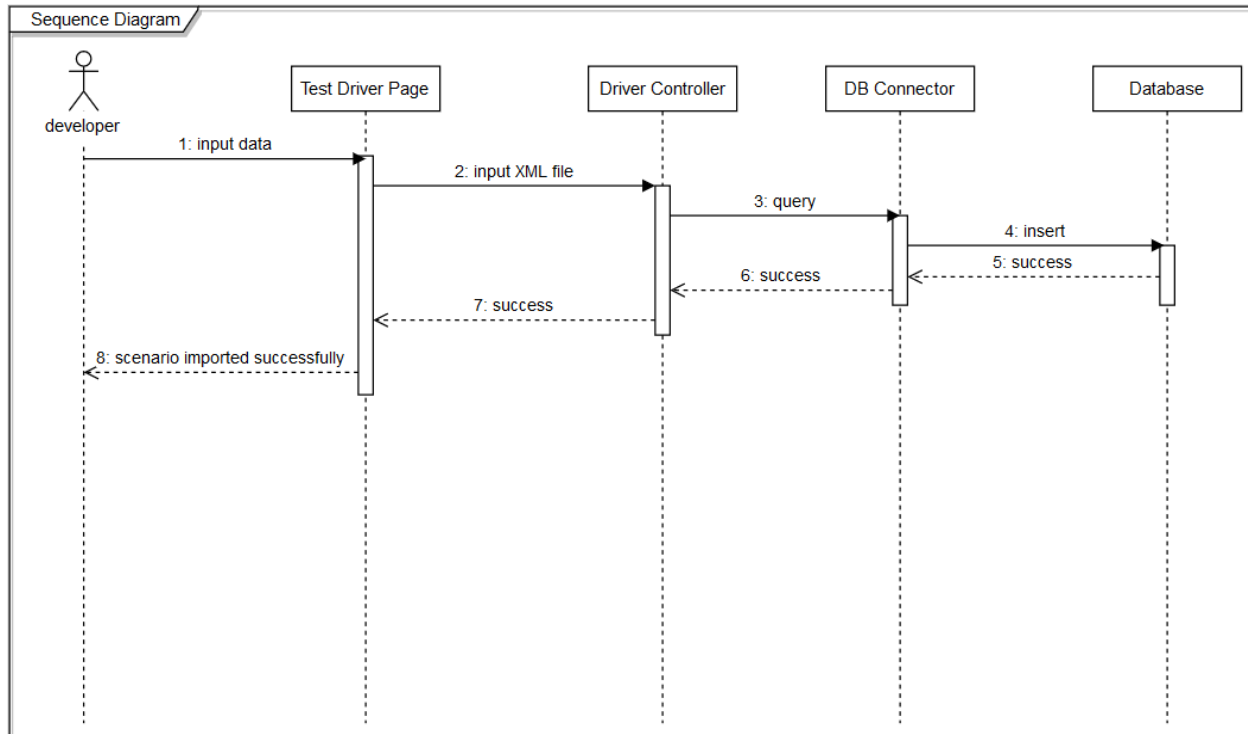 Sequence Diagram
developer
Test Driver Page
Driver Controller
DB Connector
Database
1: input data
2: input XML file
3: query
4: insert
5: success
6: success
7: success
8: scenario imported successfully